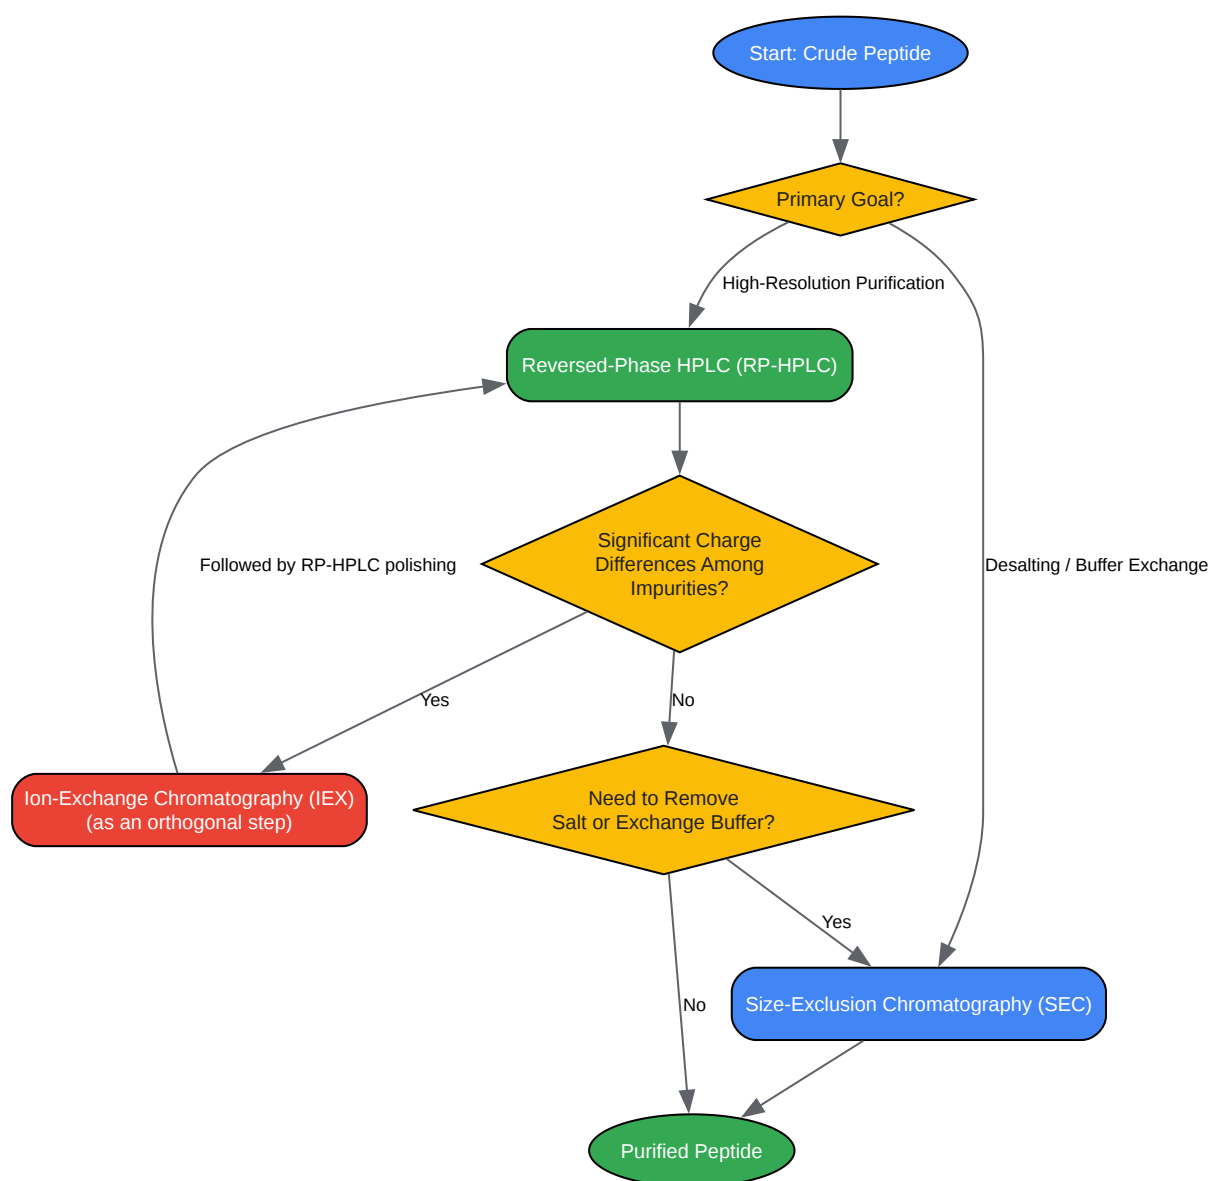 Start: Crude Peptide
Primary Goal?
High-Resolution Purification
Reversed-Phase HPLC (RP-HPLC)
Significant Charge
Differences Among
Impurities?
Followed by RP-HPLC polishing
Desalting / Buffer Exchange
Yes
No
Ion-Exchange Chromatography (IEX)
(as an orthogonal step)
Need to Remove
Salt or Exchange Buffer?
Yes
No
Size-Exclusion Chromatography (SEC)
Purified Peptide